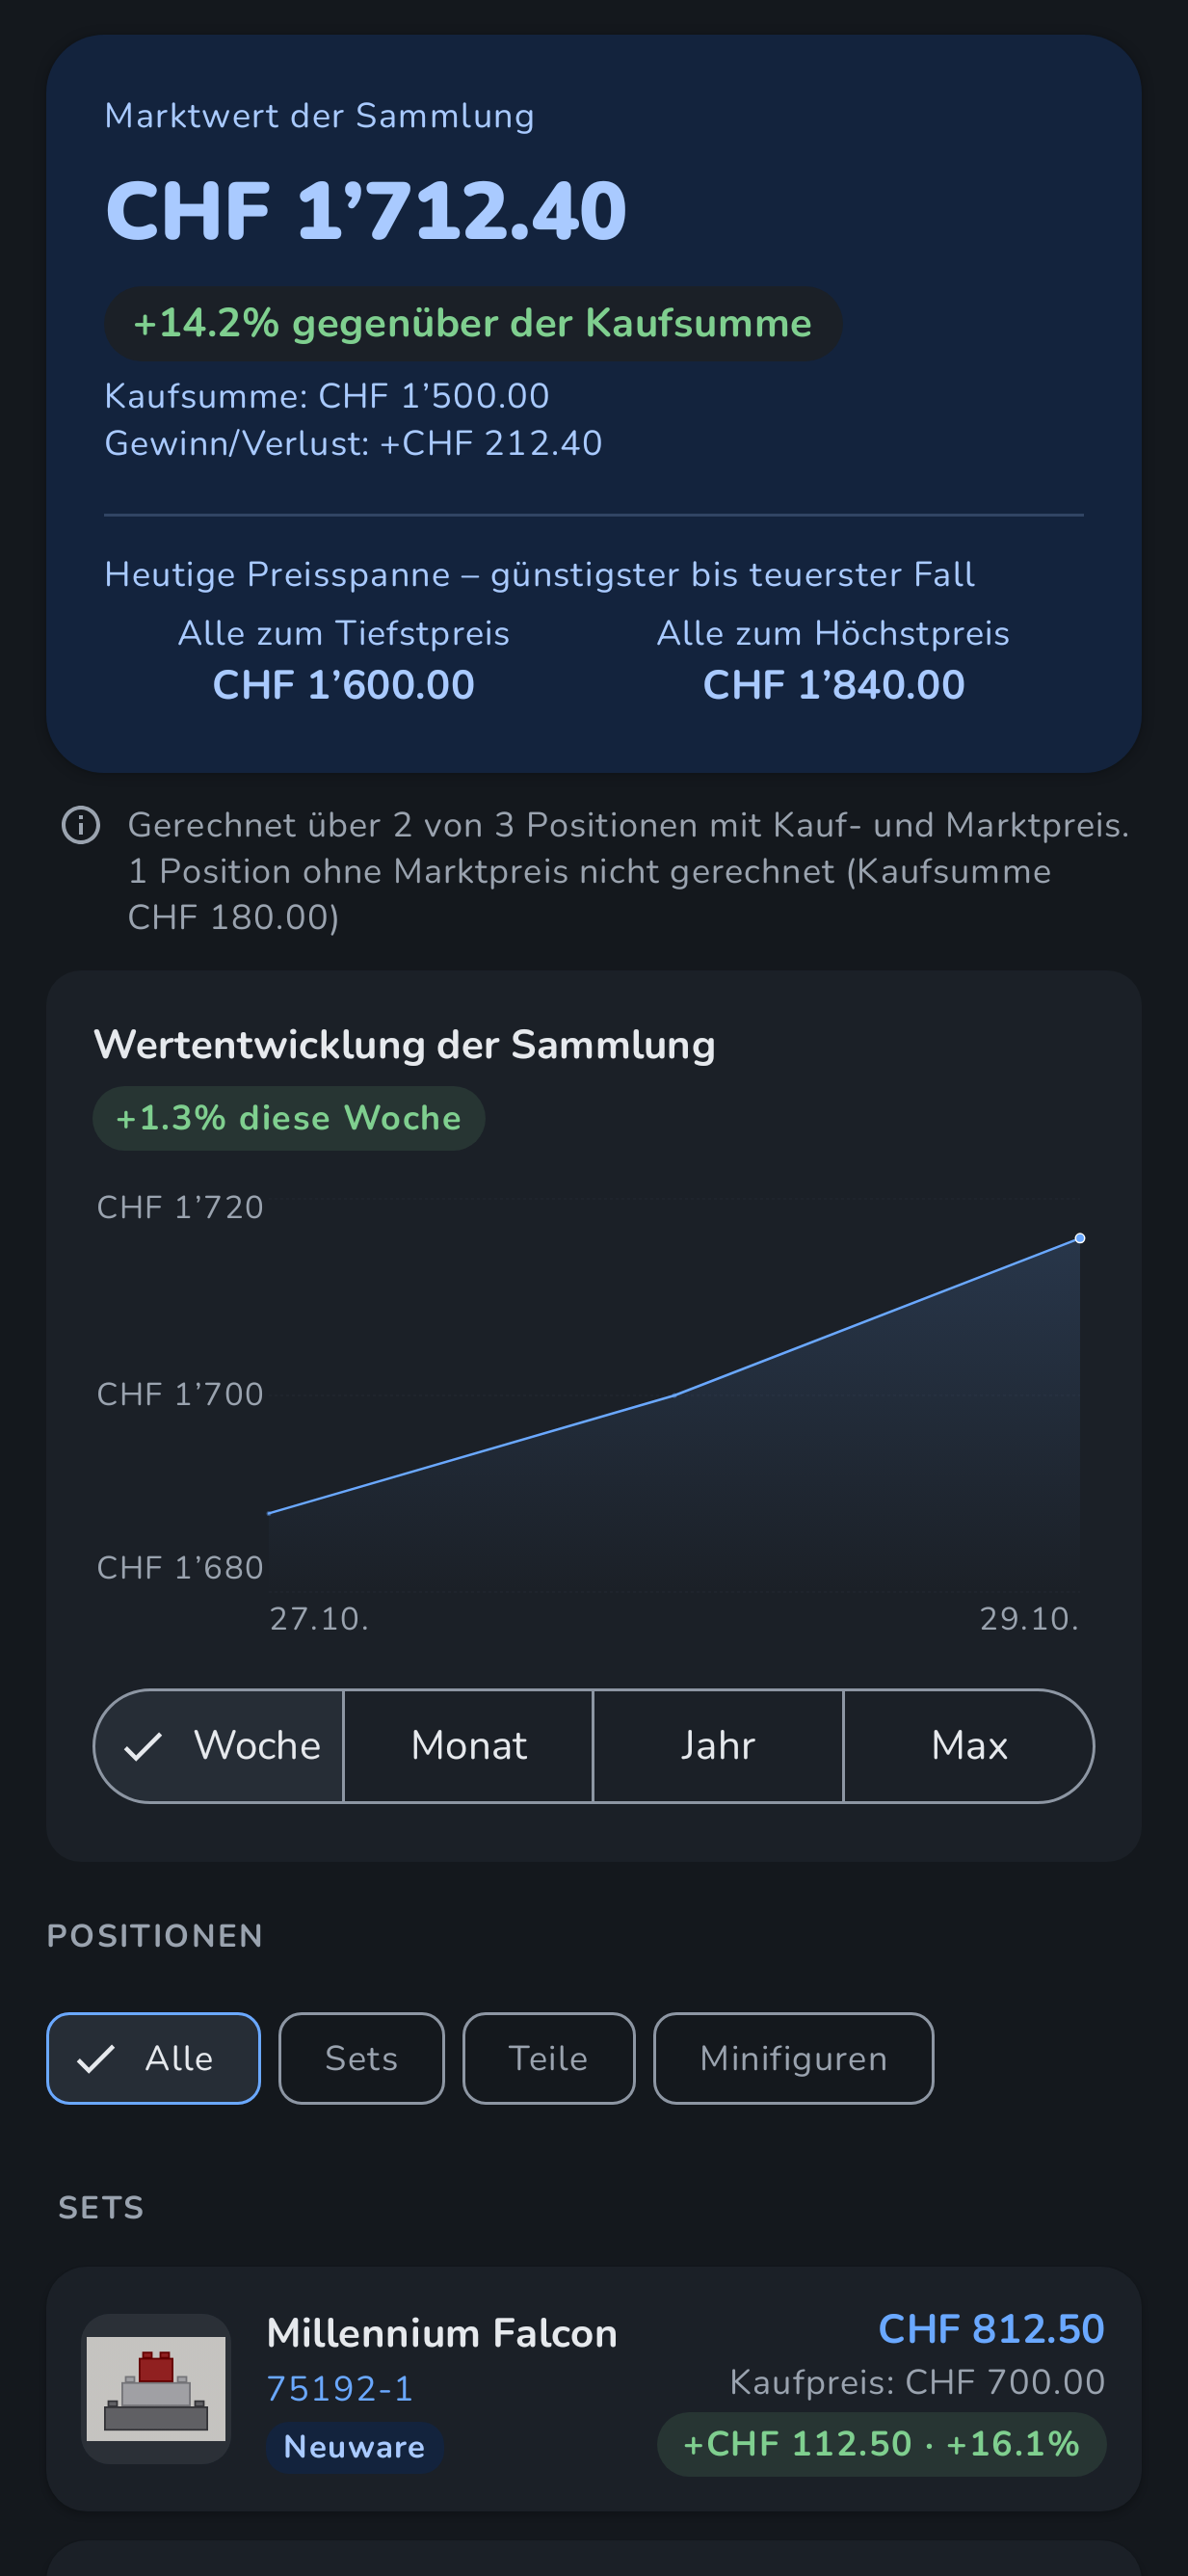 Marktwert der Sammlung
CHF 1’712.40
+14.2% gegenüber der Kaufsumme
Kaufsumme: CHF 1’500.00
Gewinn/Verlust: +CHF 212.40
Heutige Preisspanne – günstigster bis teuerster Fall
Alle zum Tiefstpreis
CHF 1’600.00
Alle zum Höchstpreis
CHF 1’840.00
Gerechnet über 2 von 3 Positionen mit Kauf- und Marktpreis.
1 Position ohne Marktpreis nicht gerechnet (Kaufsumme
CHF 180.00)
Wertentwicklung der Sammlung
+1.3% diese Woche
CHF 1’720
CHF 1’700
CHF 1’680
27.10.
29.10.
Woche
Monat
Jahr
Max
POSITIONEN
Alle
Sets
Teile
Minifiguren
SETS
Millennium Falcon
75192-1
Neuware
CHF 812.50
Kaufpreis: CHF 700.00
+CHF 112.50 · +16.1%